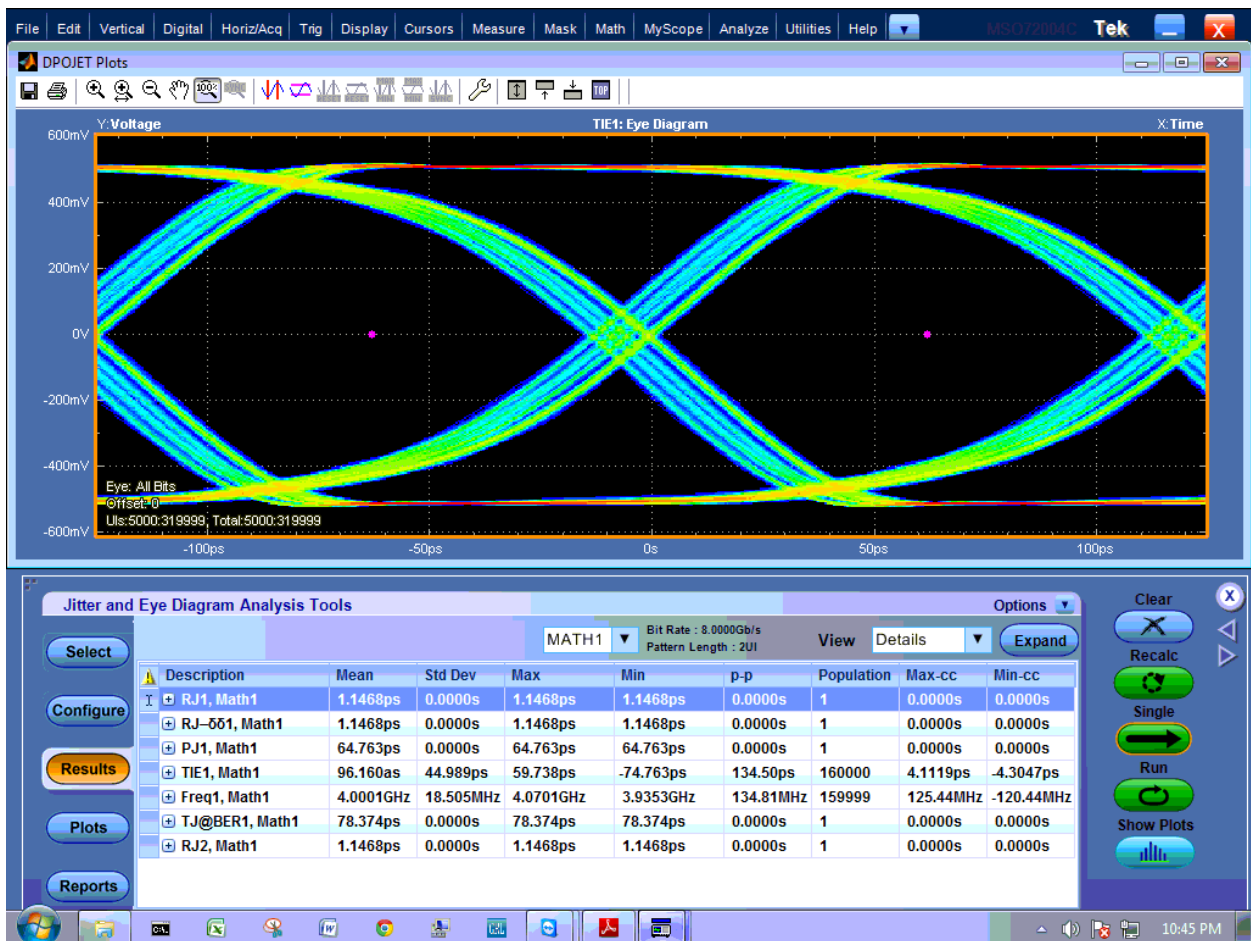 File Edit Vertical Digital Horiz/Acq Trig Display Cursors Measure Mask Math MyScope Analyze Utilities Help MSO72004C Tek X
DPOJET Plots
100% TOP
Y:Voltage TIE1: Eye Diagram X:Time
600mV
400mV
200mV
0V
-200mV
-400mV
-600mV
Eye: All Bits
Offset: 0
UIs:5000:319999, Total:5000:319999
-100ps -50ps 0s 50ps 100ps
Jitter and Eye Diagram Analysis Tools Options
MATH1 Bit Rate : 8.0000Gb/s
Pattern Length : 2UI
View Details Expand
Description Mean Std Dev Max Min p-p Population Max-cc Min-cc
RJ1, Math1 1.1468ps 0.0000s 1.1468ps 1.1468ps 0.0000s 1 0.0000s 0.0000s
RJ–δδ1, Math1 1.1468ps 0.0000s 1.1468ps 1.1468ps 0.0000s 1 0.0000s 0.0000s
PJ1, Math1 64.763ps 0.0000s 64.763ps 64.763ps 0.0000s 1 0.0000s 0.0000s
TIE1, Math1 96.160as 44.989ps 59.738ps -74.763ps 134.50ps 160000 4.1119ps -4.3047ps
Freq1, Math1 4.0001GHz 18.505MHz 4.0701GHz 3.9353GHz 134.81MHz 159999 125.44MHz -120.44MHz
TJ@BER1, Math1 78.374ps 0.0000s 78.374ps 78.374ps 0.0000s 1 0.0000s 0.0000s
RJ2, Math1 1.1468ps 0.0000s 1.1468ps 1.1468ps 0.0000s 1 0.0000s 0.0000s
Select
Configure
Results
Plots
Reports
Clear
Recalc
Single
Run
Show Plots
10:45 PM